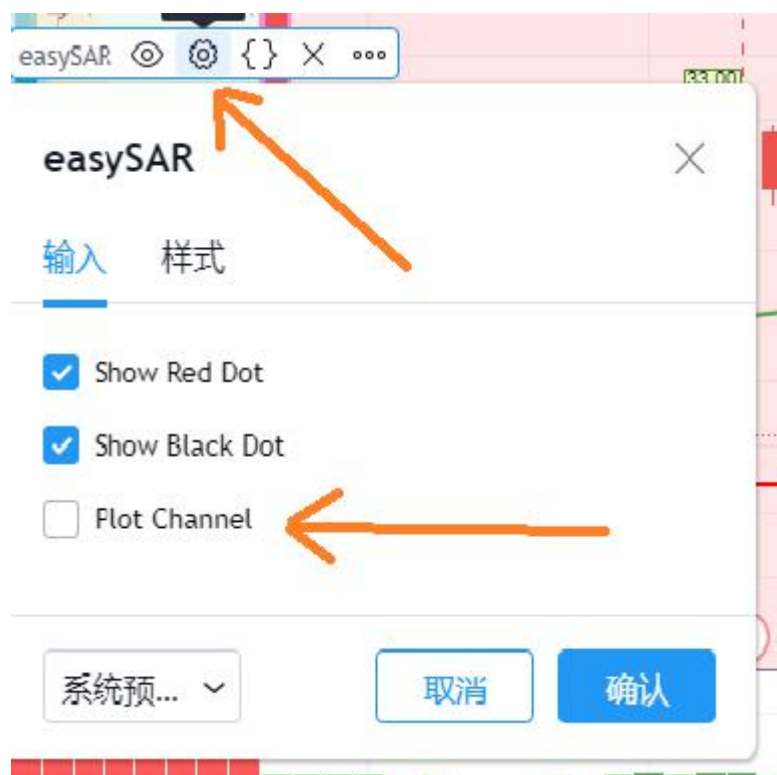 easySAR
33.00
easySAR
输入 样式
Show Red Dot
Show Black Dot
Flot Channel
系统预...
取消 确认